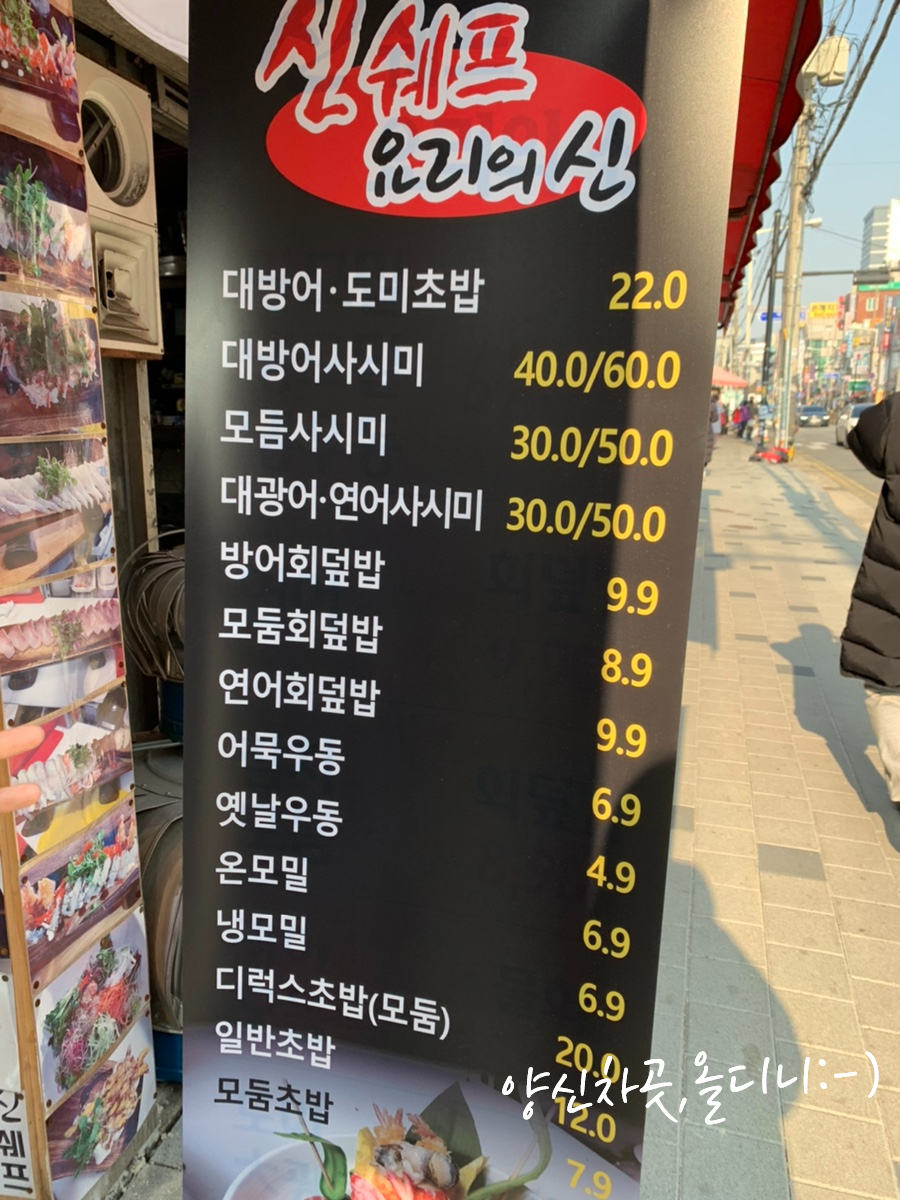 신쉐프
요리의 신
대방어·도미초밥 22.0
대방어사시미 40.0/60.0
모듬사시미 30.0/50.0
대광어·연어사시미 30.0/50.0
방어회덮밥 9.9
모둠회덮밥 8.9
연어회덮밥 9.9
어묵우동 6.9
옛날우동 4.9
온모밀 6.9
냉모밀 6.9
디럭스초밥(모둠) 20.0
일반초밥 12.0
모둠초밥 7.9
양신차곳,올디니:-)
신쉐프